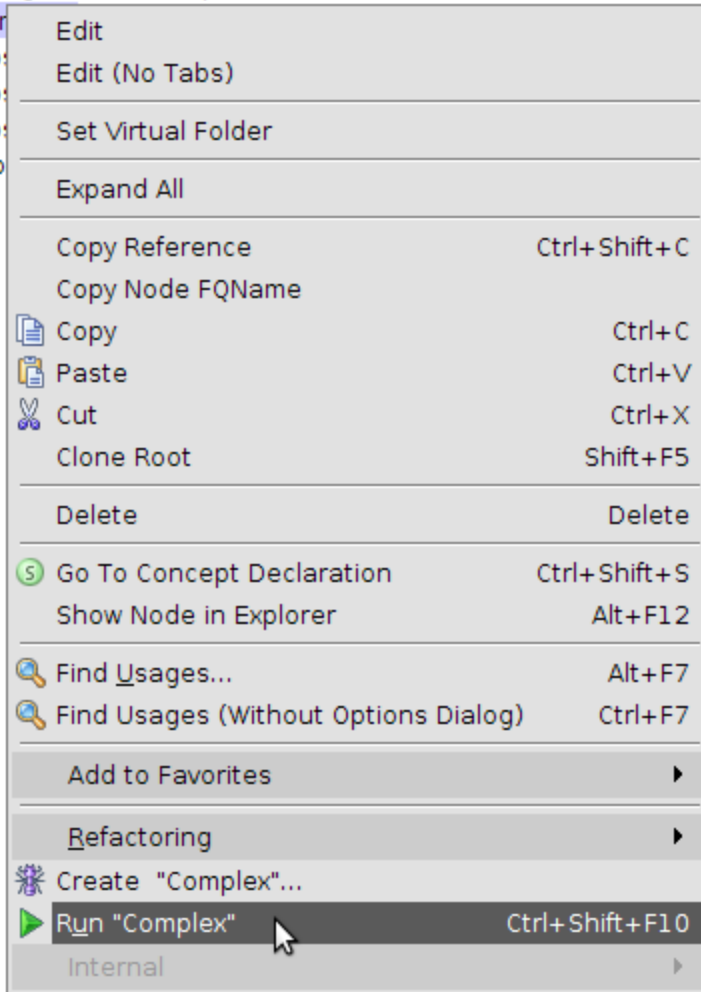 Edit
Edit (No Tabs)
Set Virtual Folder
Expand All
Copy Reference Ctrl+Shift+C
Copy Node FQName
Copy Ctrl+C
Paste Ctrl+V
Cut Ctrl+X
Clone Root Shift+F5
Delete Delete
S Go To Concept Declaration Ctrl+Shift+S
Show Node in Explorer Alt+F12
Find Usages... Alt+F7
Find Usages (Without Options Dialog) Ctrl+F7
Add to Favorites
Refactoring
Create "Complex"...
Run "Complex" Ctrl+Shift+F10
Internal